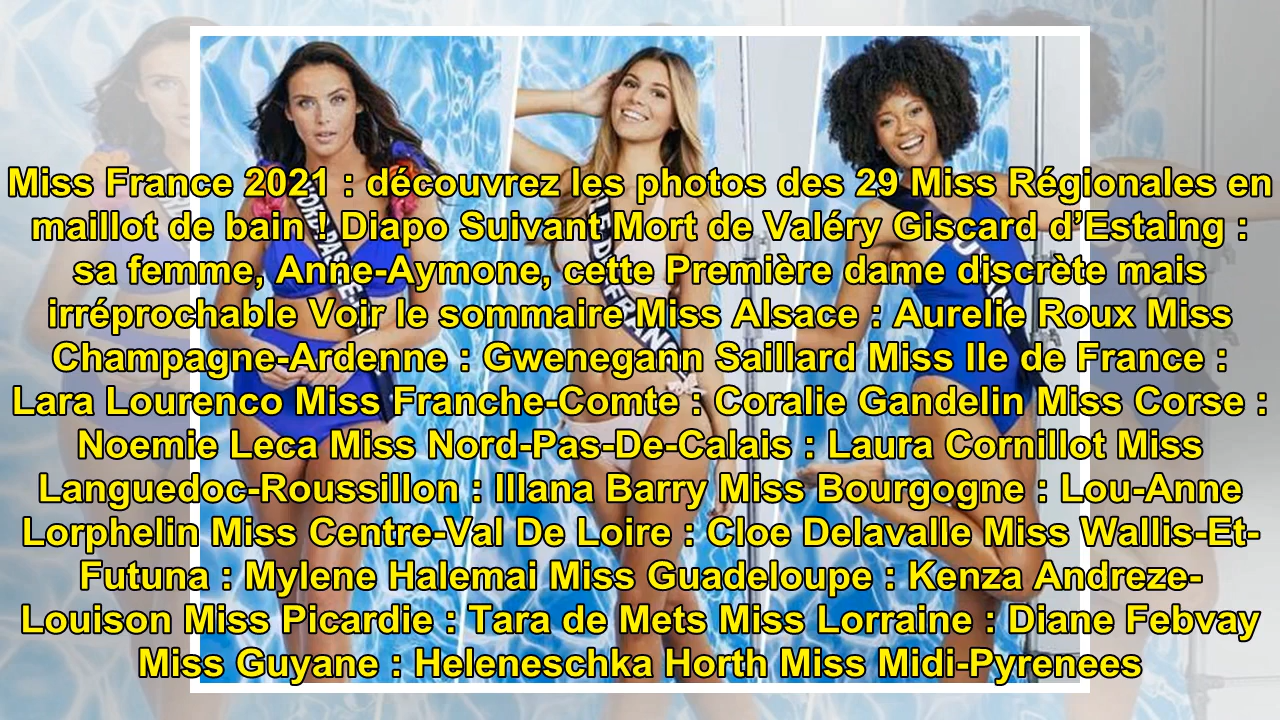 Miss France 2021 : découvrez les photos des 29 Miss Régionales en
maillot de bain ! Diapo Suivant Mort de Valéry Giscard d’Estaing :
sa femme, Anne-Aymone, cette Première dame discrète mais
irréprochable Voir le sommaire Miss Alsace : Aurelie Roux Miss
Champagne-Ardenne : Gwenegann Saillard Miss Ile de France :
Lara Lourenco Miss Franche-Comte : Coralie Gandelin Miss Corse :
Noemie Leca Miss Nord-Pas-De-Calais : Laura Cornillot Miss
Languedoc-Roussillon : Illana Barry Miss Bourgogne : Lou-Anne
Lorphelin Miss Centre-Val De Loire : Cloe Delavalle Miss Wallis-Et-
Futuna : Mylene Halemai Miss Guadeloupe : Kenza Andreze-
Louison Miss Picardie : Tara de Mets Miss Lorraine : Diane Febvay
Miss Guyane : Heleneschka Horth Miss Midi-Pyrenees